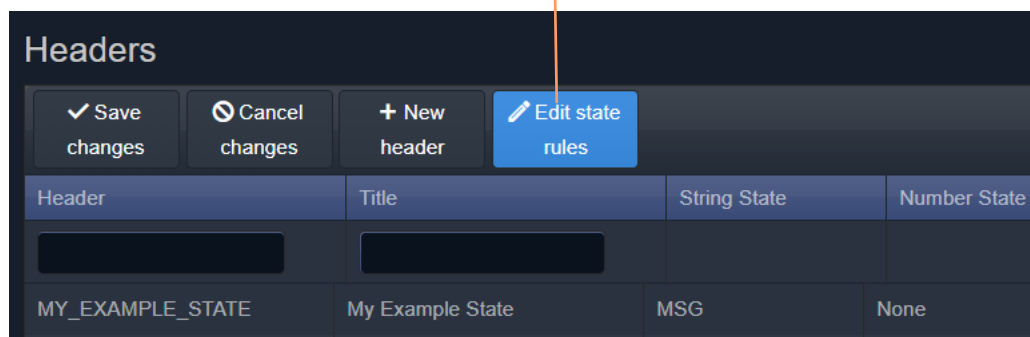 Headers
Save changes Cancel changes + New header Edit state rules
Header Title String State Number State
MY_EXAMPLE_STATE My Example State MSG None